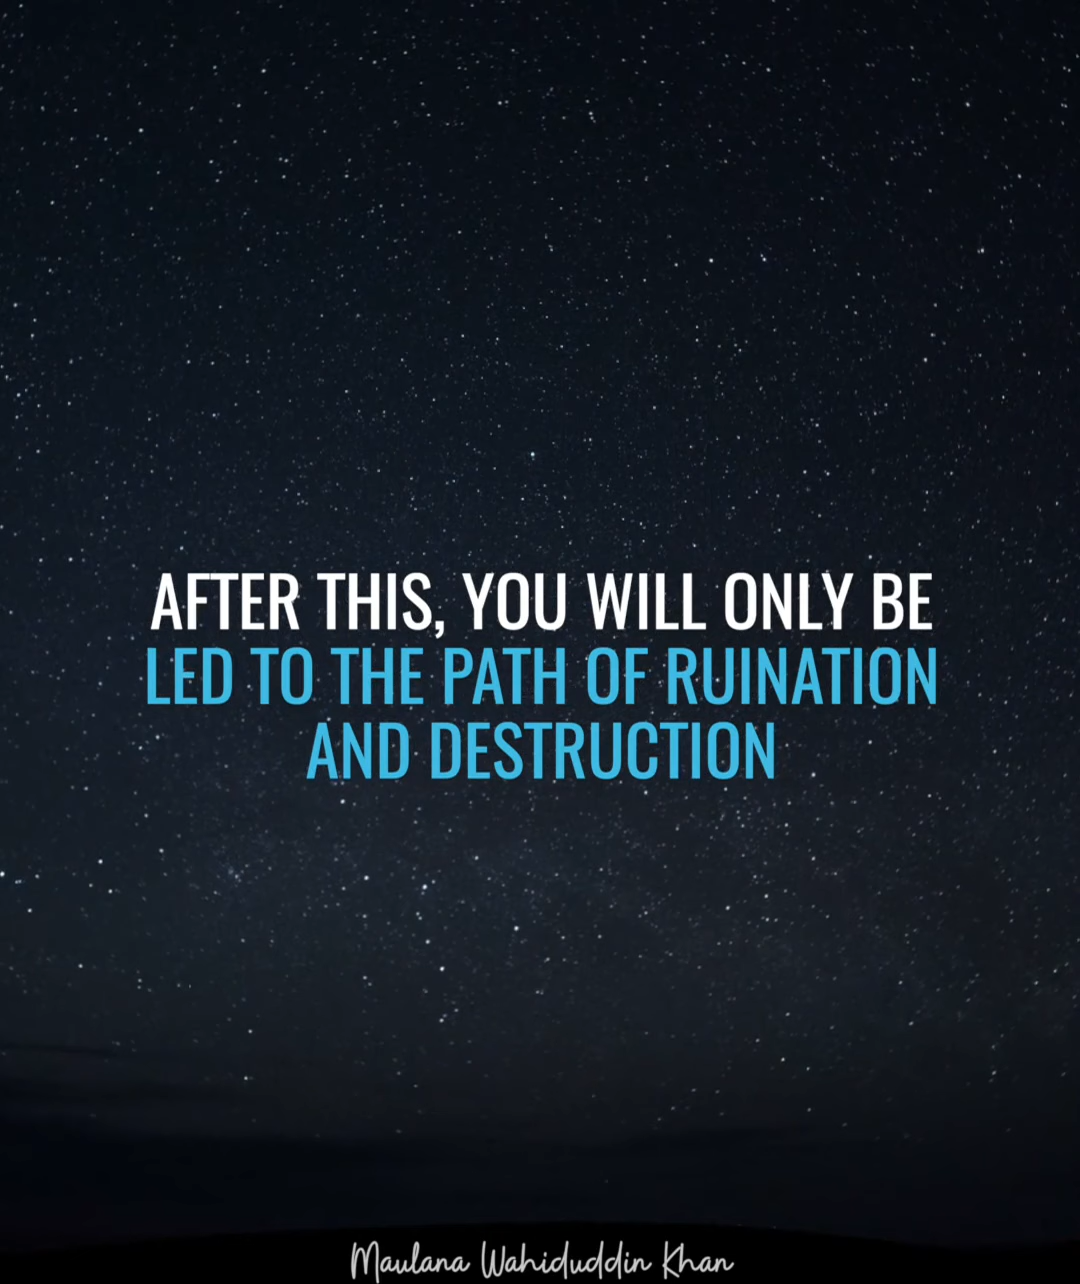 AFTER THIS, YOU WILL ONLY BE
LED TO THE PATH OF RUINATION
AND DESTRUCTION
Maulana Wahiduddin Khan